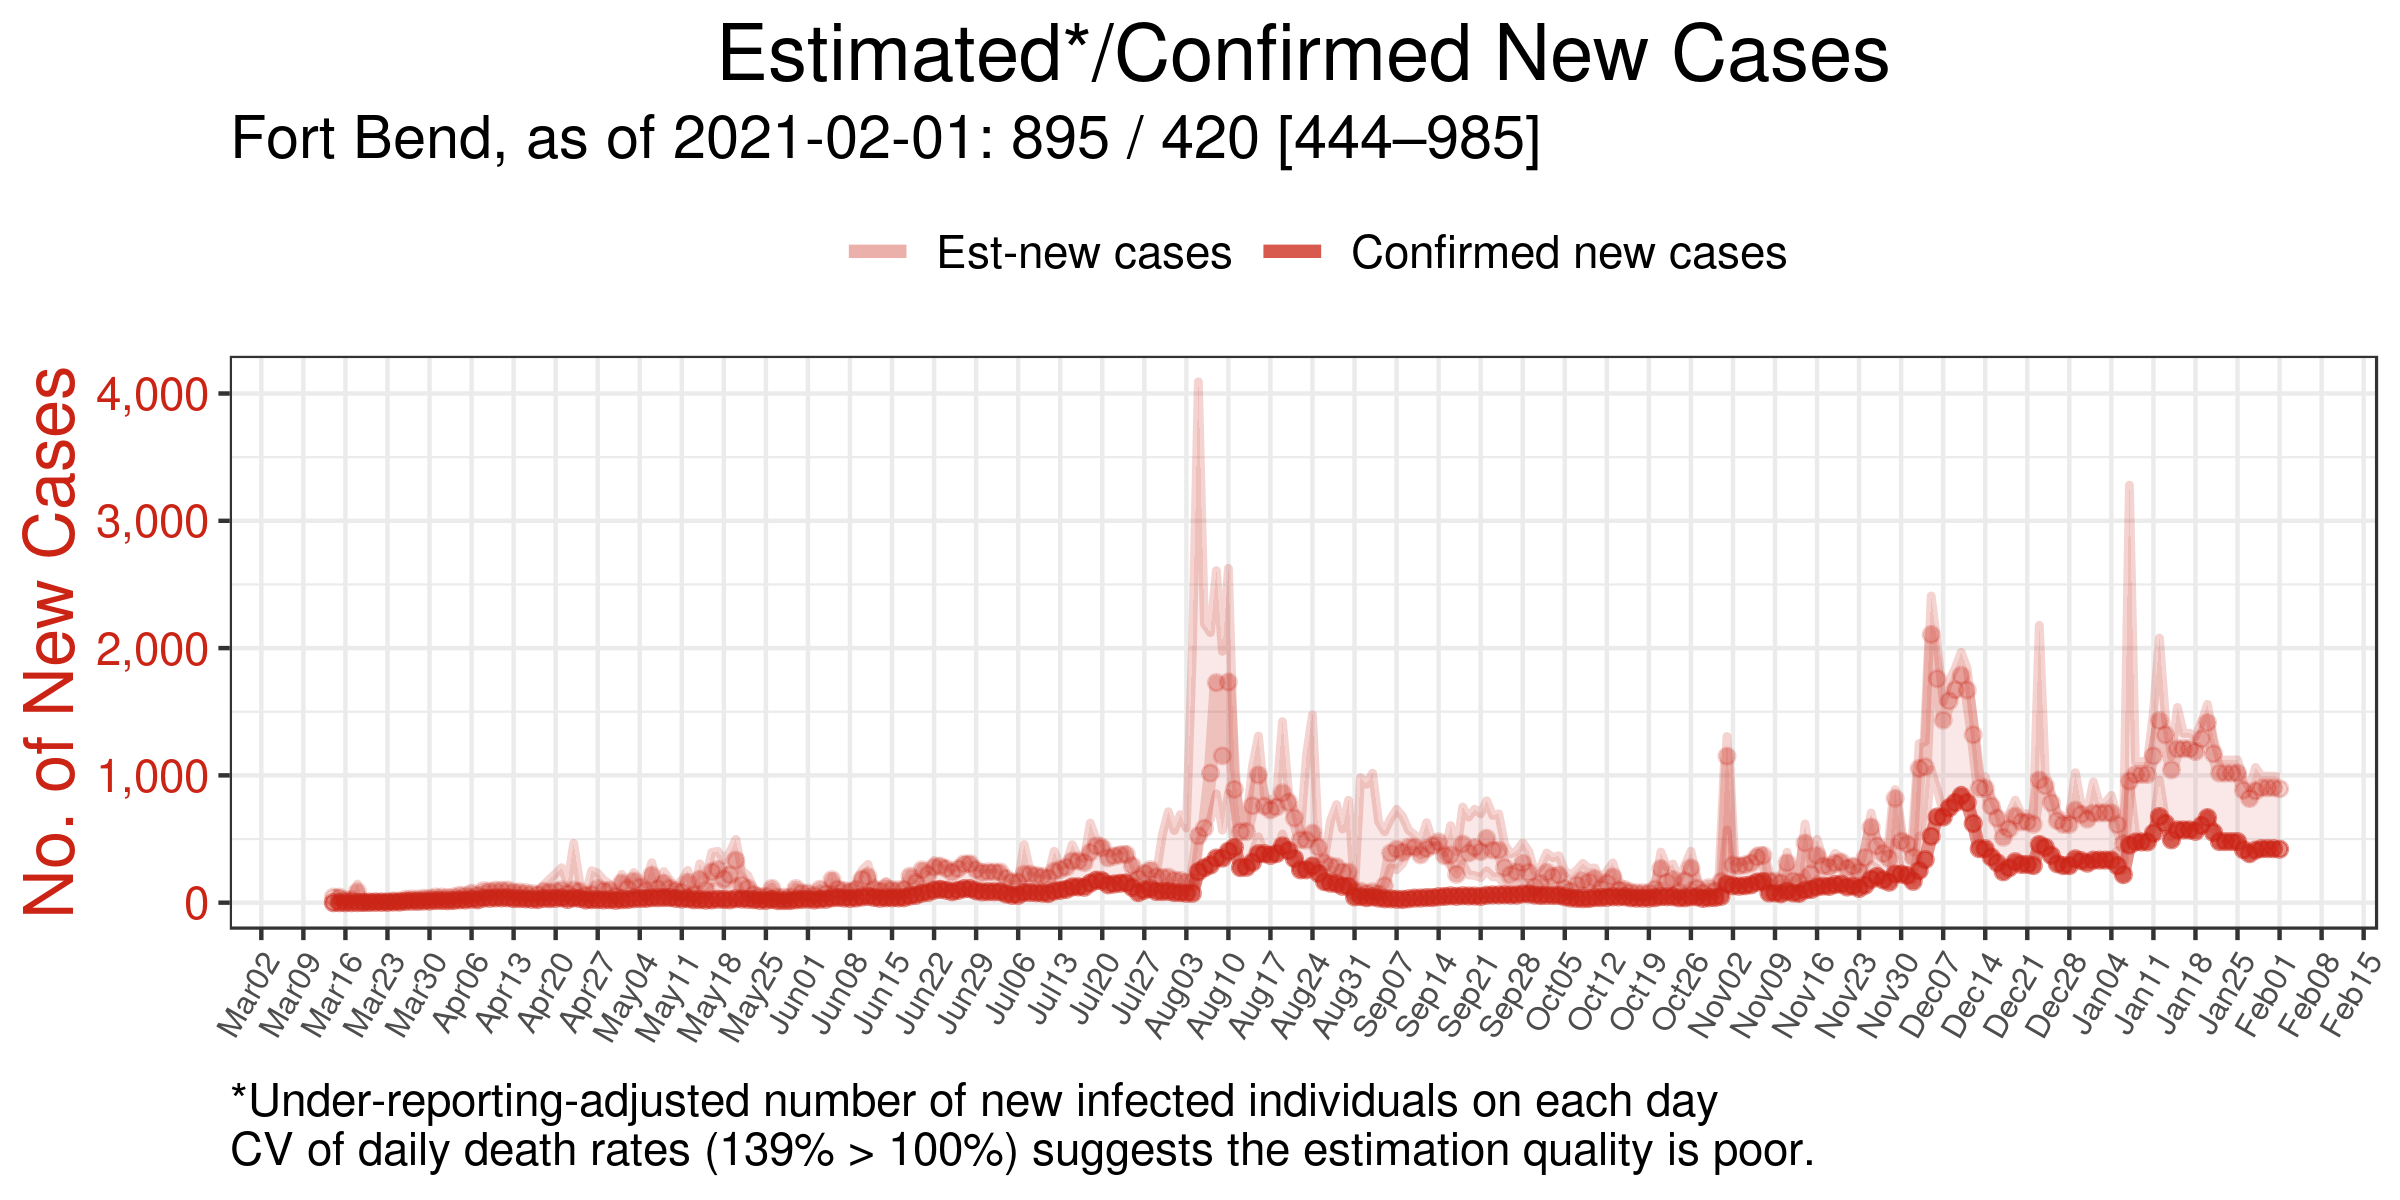 Estimated*/Confirmed New Cases
Fort Bend, as of 2021-02-01: 895 / 420 [444–985]
Est-new cases Confirmed new cases
No. of New Cases
4,000
3,000
2,000
1,000
0
Mar02 Mar09 Mar16 Mar23 Mar30 Apr06 Apr13 Apr20 Apr27 May04 May11 May18 May25 Jun01 Jun08 Jun15 Jun22 Jun29 Jul06 Jul13 Jul20 Jul27 Aug03 Aug10 Aug17 Aug24 Aug31 Sep07 Sep14 Sep21 Sep28 Oct05 Oct12 Oct19 Oct26 Nov02 Nov09 Nov16 Nov23 Nov30 Dec07 Dec14 Dec21 Dec28 Jan04 Jan11 Jan18 Jan25 Feb01 Feb08 Feb15
*Under-reporting-adjusted number of new infected individuals on each day
CV of daily death rates (139% > 100%) suggests the estimation quality is poor.